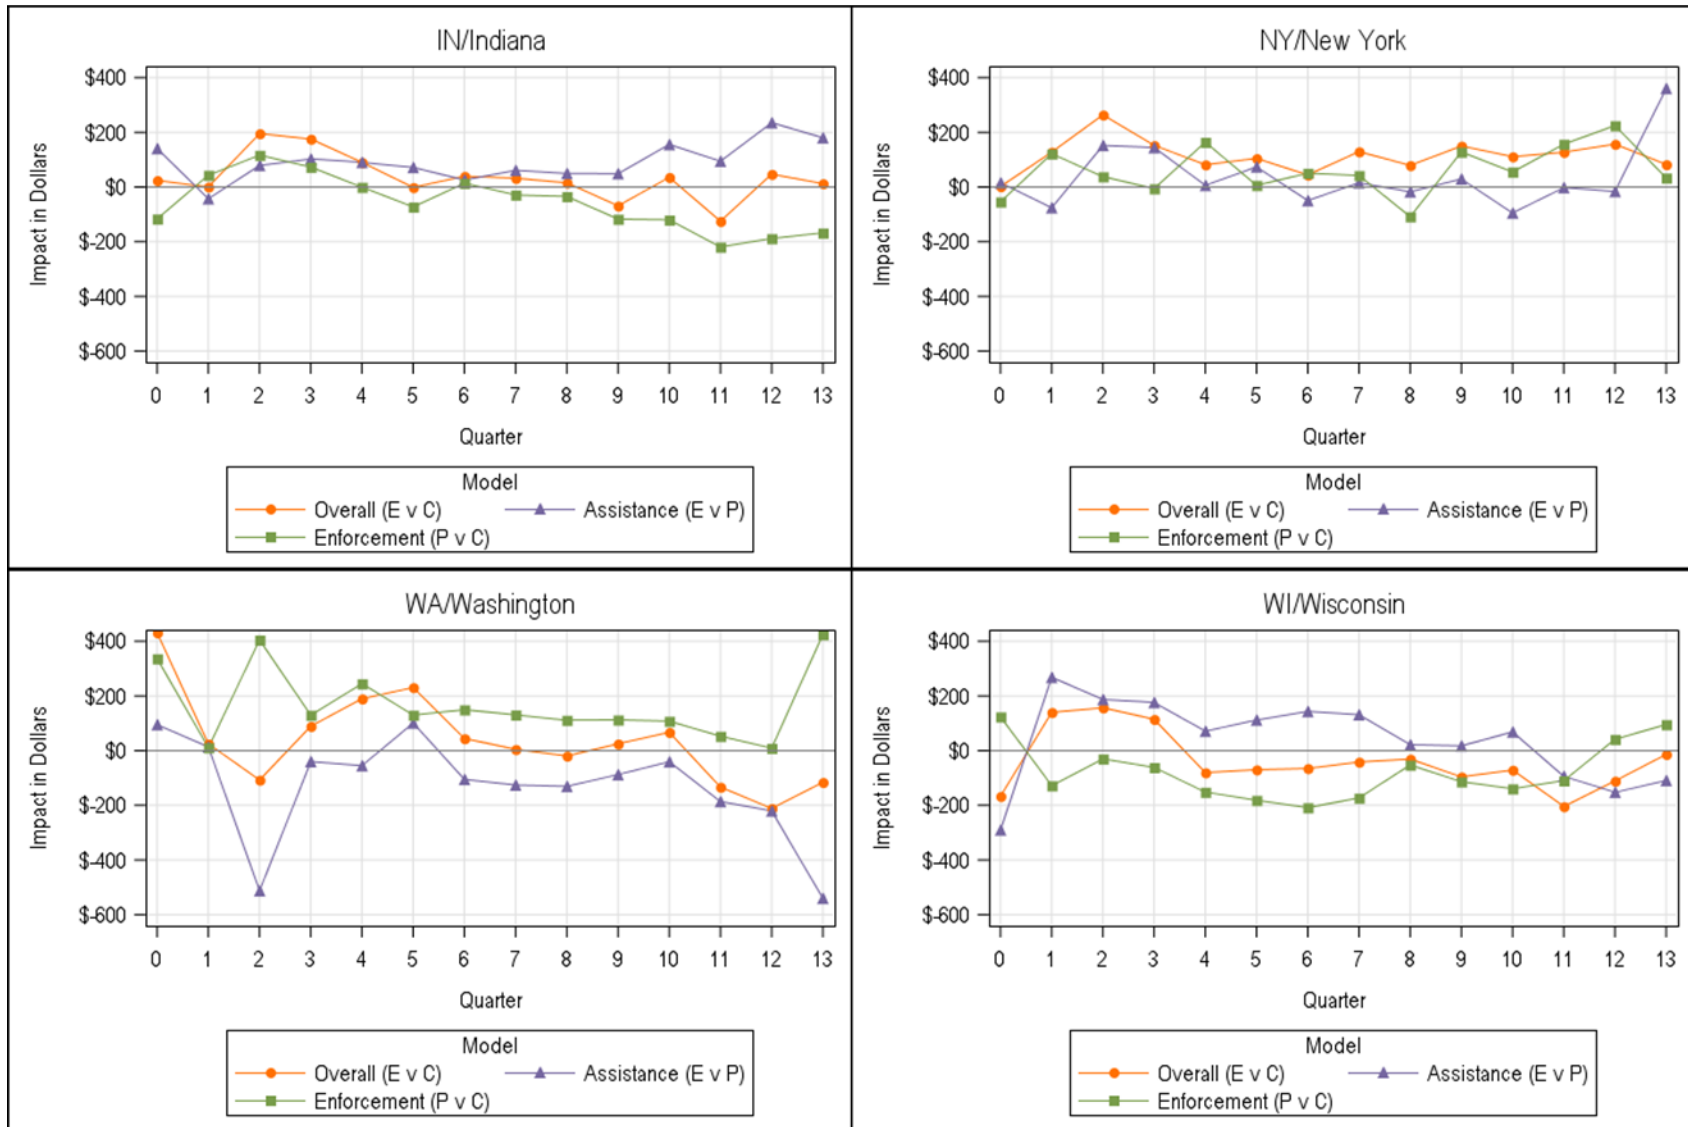 IN/Indiana
$400
$200
$0
$-200
$-400
$-600
Impact in Dollars
0 1 2 3 4 5 6 7 8 9 10 11 12 13
Quarter
Model
Overall (E v C) Assistance (E v P)
Enforcement (P v C)
NY/New York
$400
$200
$0
$-200
$-400
$-600
Impact in Dollars
0 1 2 3 4 5 6 7 8 9 10 11 12 13
Quarter
Model
Overall (E v C) Assistance (E v P)
Enforcement (P v C)
WA/Washington
$400
$200
$0
$-200
$-400
$-600
Impact in Dollars
0 1 2 3 4 5 6 7 8 9 10 11 12 13
Quarter
Model
Overall (E v C) Assistance (E v P)
Enforcement (P v C)
WI/Wisconsin
$400
$200
$0
$-200
$-400
$-600
Impact in Dollars
0 1 2 3 4 5 6 7 8 9 10 11 12 13
Quarter
Model
Overall (E v C) Assistance (E v P)
Enforcement (P v C)